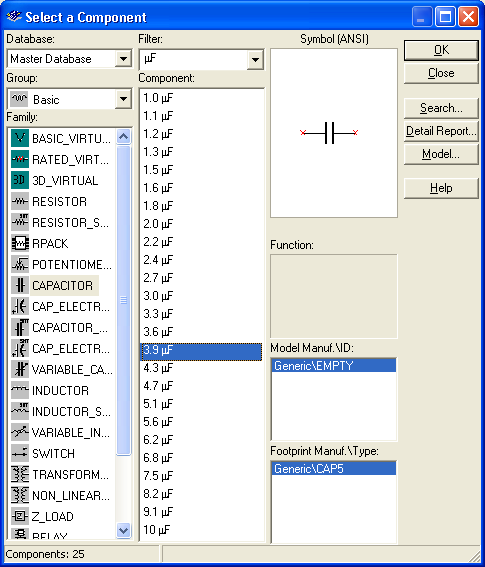 Select a Component
Database:
Master Database
Group:
Basic
Family:
BASIC_VIRTU...
RATED_VIRT...
3D_VIRTUAL
RESISTOR
RESISTOR_S...
RPACK
POTENTIOME...
CAPACITOR
CAP_ELECTR...
CAPACITOR_...
CAP_ELECTR...
VARIABLE_CA...
INDUCTOR
INDUCTOR_S...
VARIABLE_IN...
SWITCH
TRANSFORM...
NON_LINEAR...
Z_LOAD
RELAY
Filter:
µF
Component:
1.0 µF
1.1 µF
1.2 µF
1.3 µF
1.5 µF
1.6 µF
1.8 µF
2.0 µF
2.2 µF
2.4 µF
2.7 µF
3.0 µF
3.3 µF
3.6 µF
3.9 µF
4.3 µF
4.7 µF
5.1 µF
5.6 µF
6.2 µF
6.8 µF
7.5 µF
8.2 µF
9.1 µF
10 µF
Symbol (ANSI)
Function:
Model Manuf.\ID:
Generic\EMPTY
Footprint Manuf.\Type:
Generic\CAP5
OK
Close
Search...
Detail Report...
Model...
Help
Components: 25